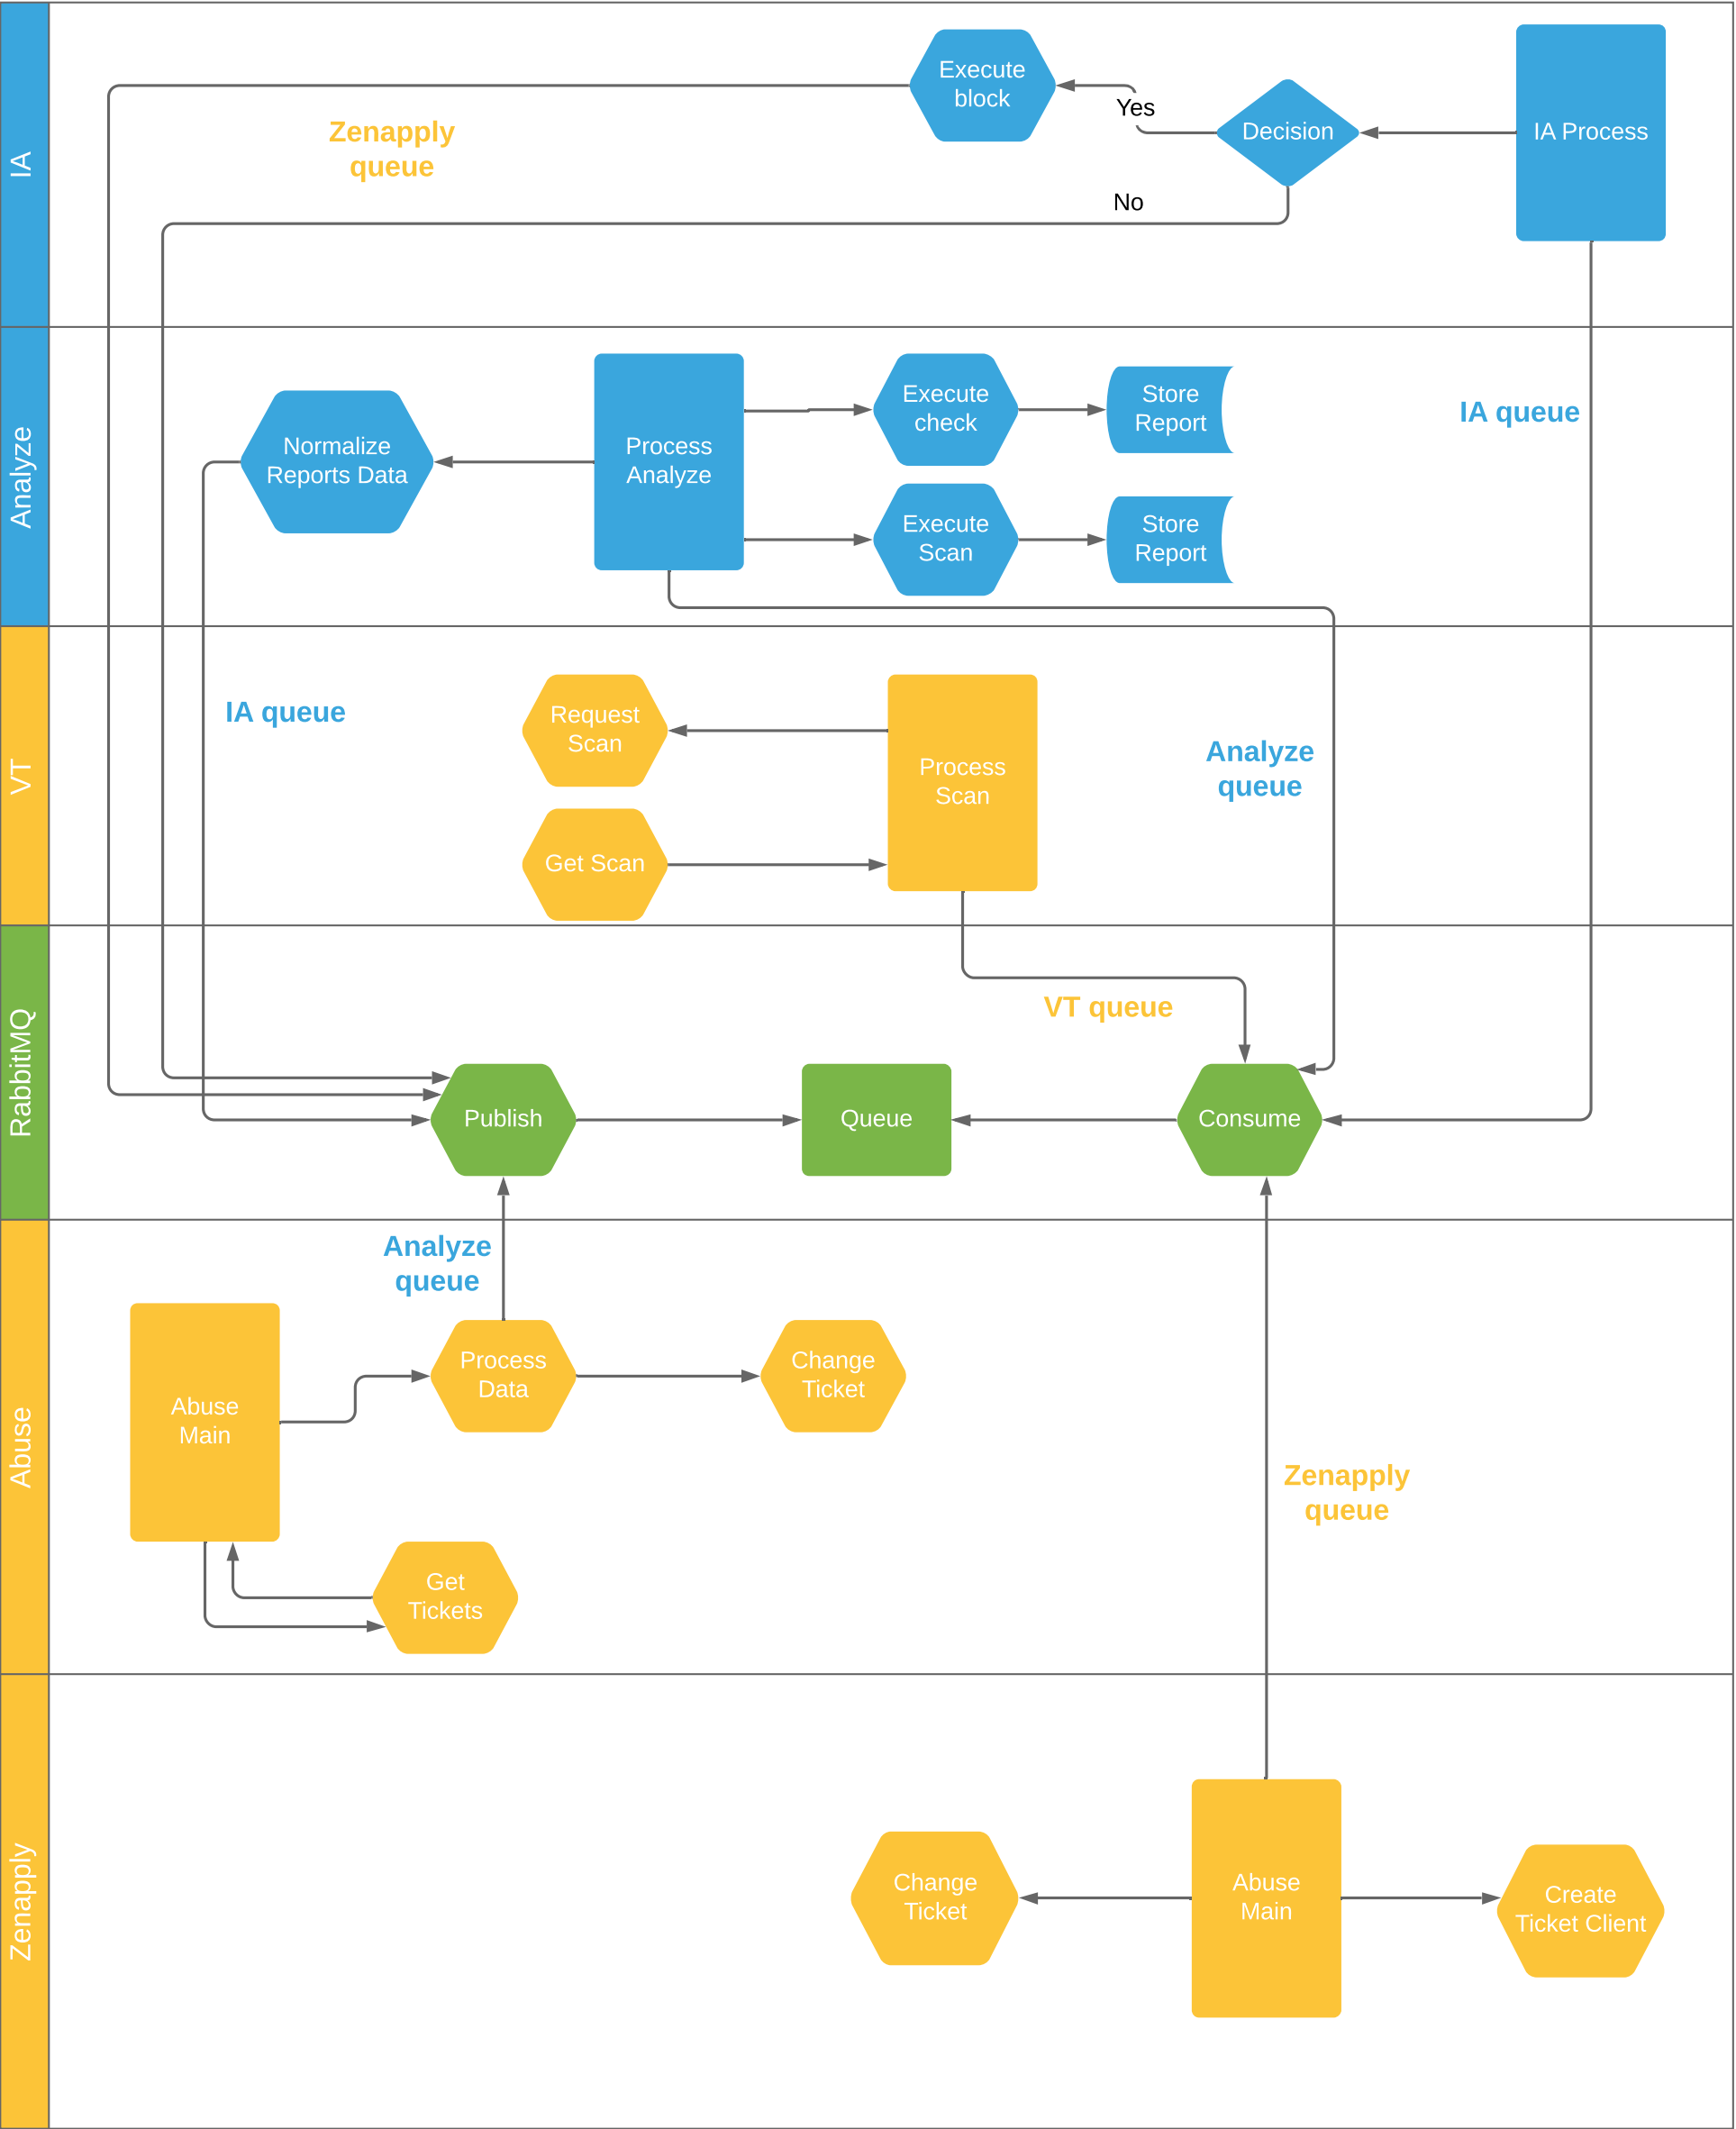 IA
Execute
block
Yes
Decision
IA Process
Zenapply
queue
No
Analyze
Normalize
Reports Data
Process
Analyze
Execute
check
Store
Report
IA queue
Execute
Scan
Store
Report
VT
IA queue
Request
Scan
Process
Scan
Analyze
queue
Get Scan
RabbitMQ
VT queue
Publish
Queue
Consume
Abuse
Analyze
queue
Abuse
Main
Process
Data
Change
Ticket
Zenapply
queue
Get
Tickets
Zenapply
Change
Ticket
Abuse
Main
Create
Ticket Client